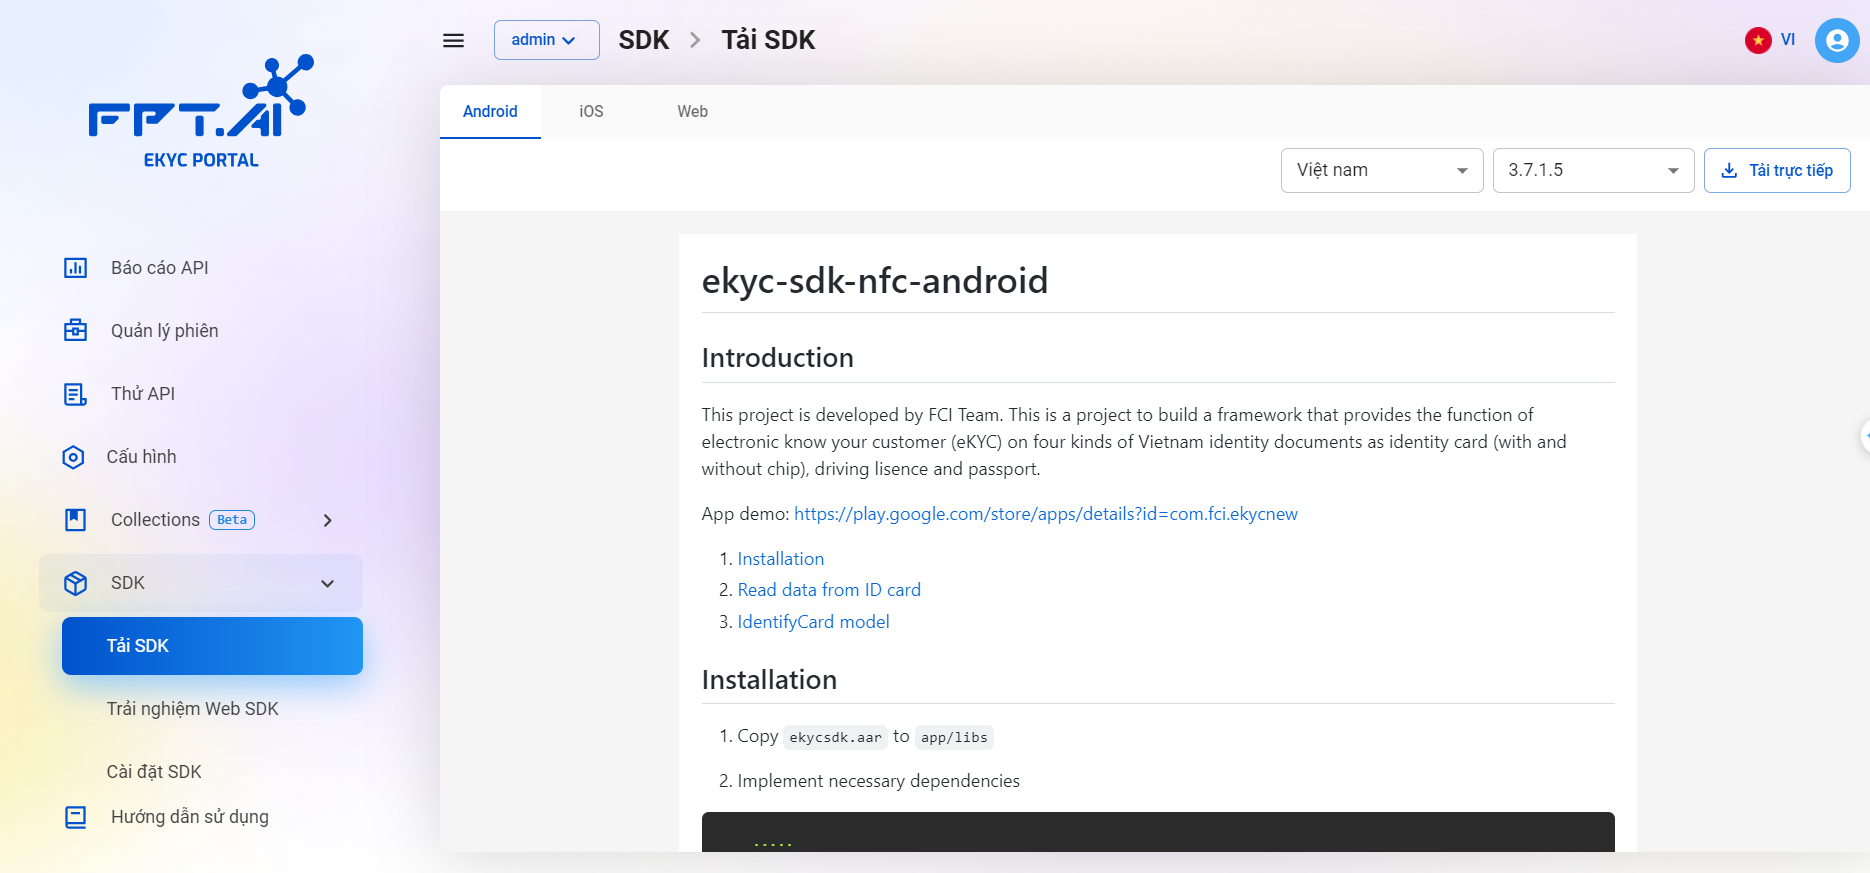 FPT.AI
EKYC PORTAL
admin
SDK > Tải SDK
VI
Android
iOS
Web
Việt nam
3.7.1.5
Tải trực tiếp
Báo cáo API
Quản lý phiên
Thử API
Cấu hình
Collections Beta
SDK
Tải SDK
Trải nghiệm Web SDK
Cài đặt SDK
Hướng dẫn sử dụng
ekyc-sdk-nfc-android
Introduction
This project is developed by FCI Team. This is a project to build a framework that provides the function of
electronic know your customer (eKYC) on four kinds of Vietnam identity documents as identity card (with and
without chip), driving lisence and passport.
App demo: https://play.google.com/store/apps/details?id=com.fci.ekycnew
1. Installation
2. Read data from ID card
3. IdentifyCard model
Installation
1. Copy ekycsdk.aar to app/libs
2. Implement necessary dependencies
.....